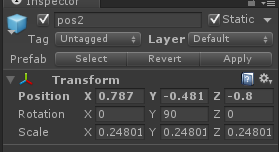 Inspector
pos2 Static
Tag Untagged Layer Default
Prefab Select Revert Apply
Transform
Position X 0.787 Y -0.481 Z -0.8
Rotation X 0 Y 90 Z 0
Scale X 0.24801 Y 0.24801 Z 0.24801